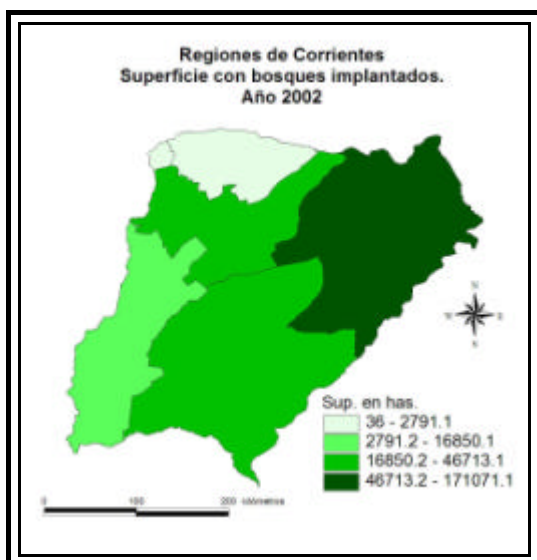 Regiones de Corrientes
Superficie con bosques implantados.
Año 2002
N
S
Sup. en has.
36 - 2791.1
2791.2 - 16850.1
16850.2 - 46713.1
46713.2 - 171071.1
0 100 200 kilómetros